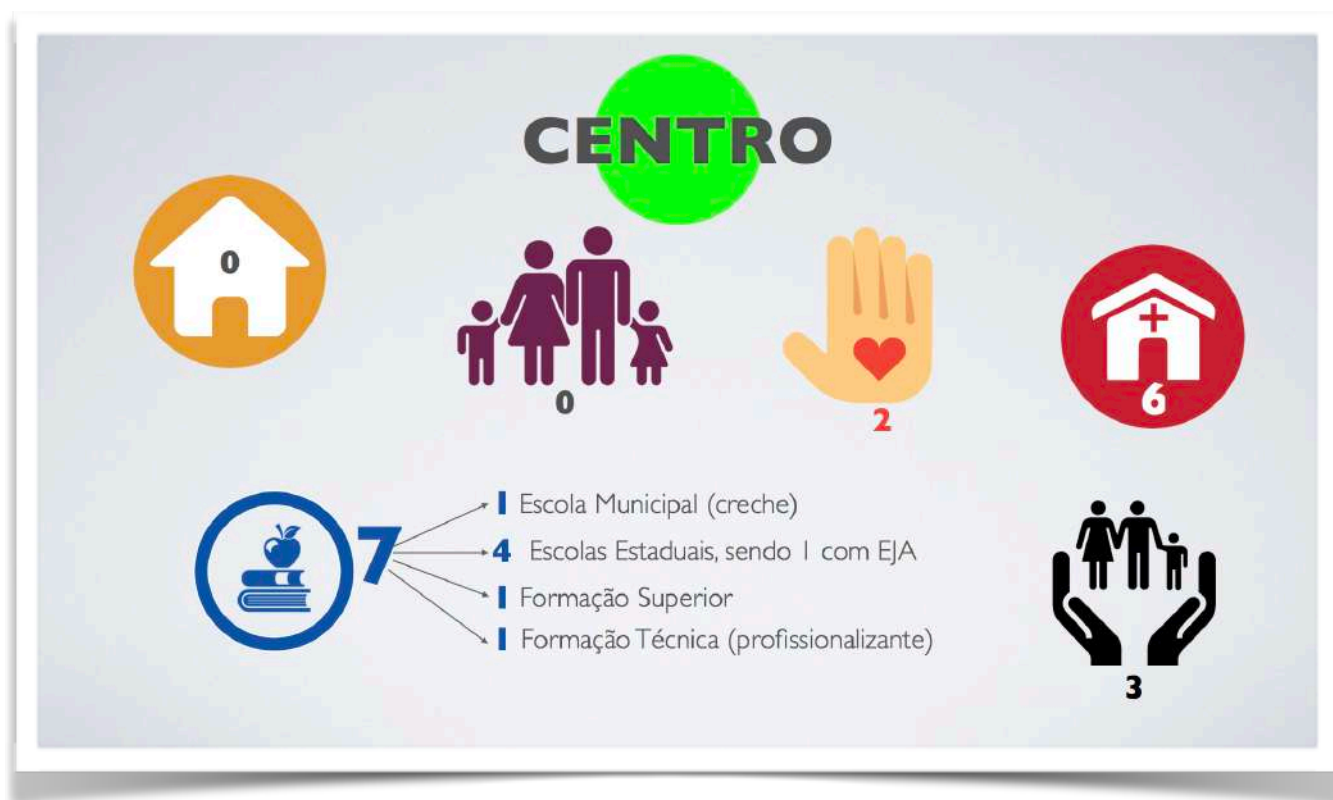 CENTRO
0
0
2
6
7
1 Escola Municipal (creche)
4 Escolas Estaduais, sendo 1 com EJA
1 Formação Superior
1 Formação Técnica (profissionalizante)
3